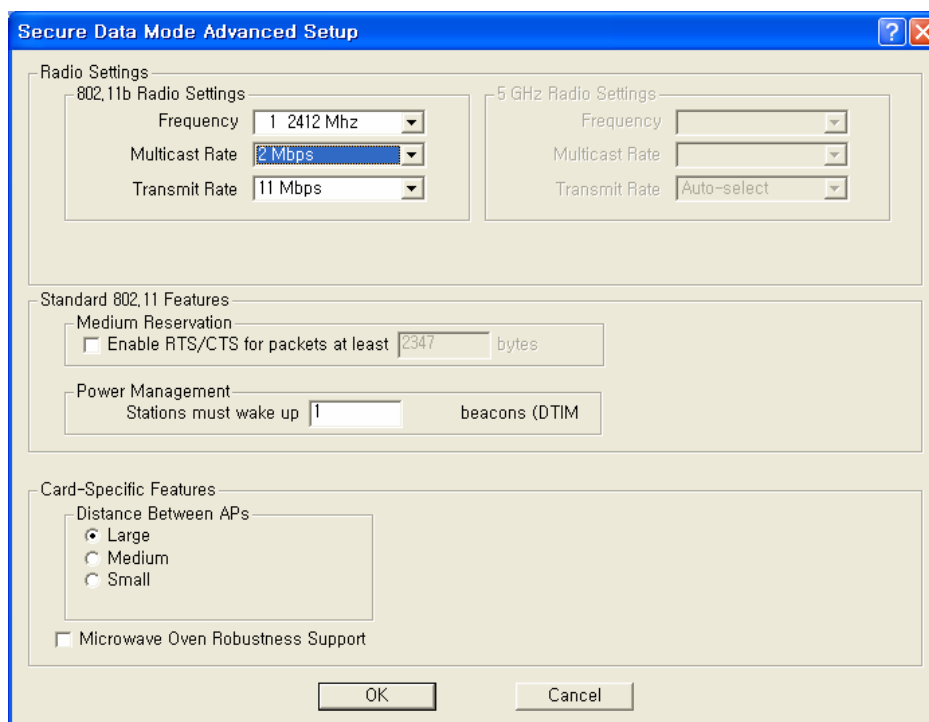 Secure Data Mode Advanced Setup
Radio Settings
802.11b Radio Settings
Frequency 1 2412 Mhz
Multicast Rate 2 Mbps
Transmit Rate 11 Mbps
5 GHz Radio Settings
Frequency
Multicast Rate
Transmit Rate Auto-select
Standard 802.11 Features
Medium Reservation
Enable RTS/CTS for packets at least 2347 bytes
Power Management
Stations must wake up 1 beacons (DTIM
Card-Specific Features
Distance Between APs
Large
Medium
Small
Microwave Oven Robustness Support
OK Cancel